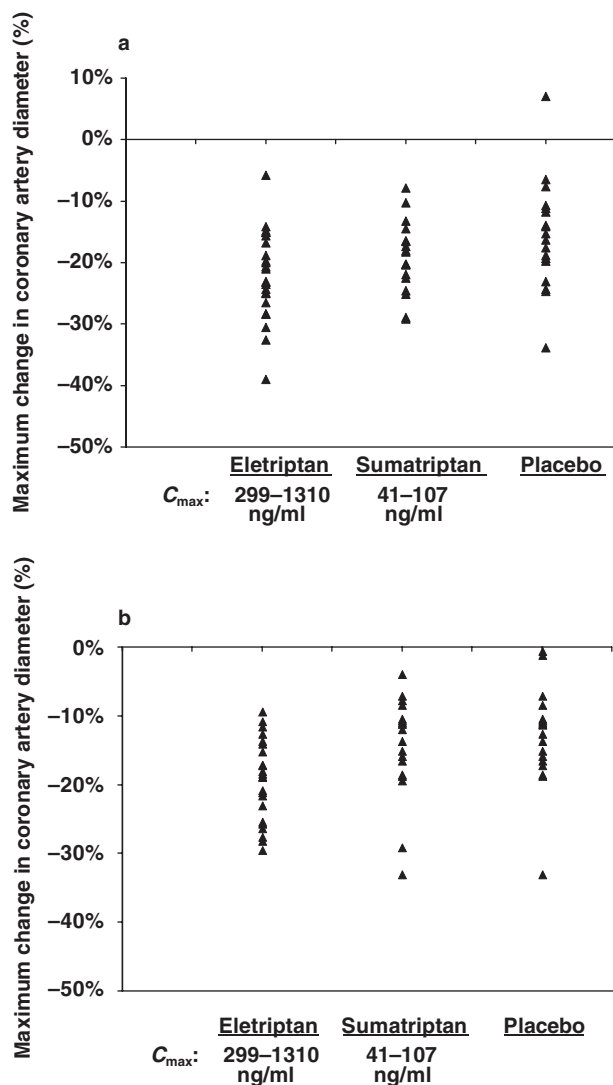 a
Maximum change in coronary artery diameter (%)
10%
0%
–10%
–20%
–30%
–40%
–50%
Eletriptan Sumatriptan Placebo
Cmax: 299–1310 41–107
ng/ml ng/ml
b
Maximum change in coronary artery diameter (%)
0%
–10%
–20%
–30%
–40%
–50%
Eletriptan Sumatriptan Placebo
Cmax: 299–1310 41–107
ng/ml ng/ml